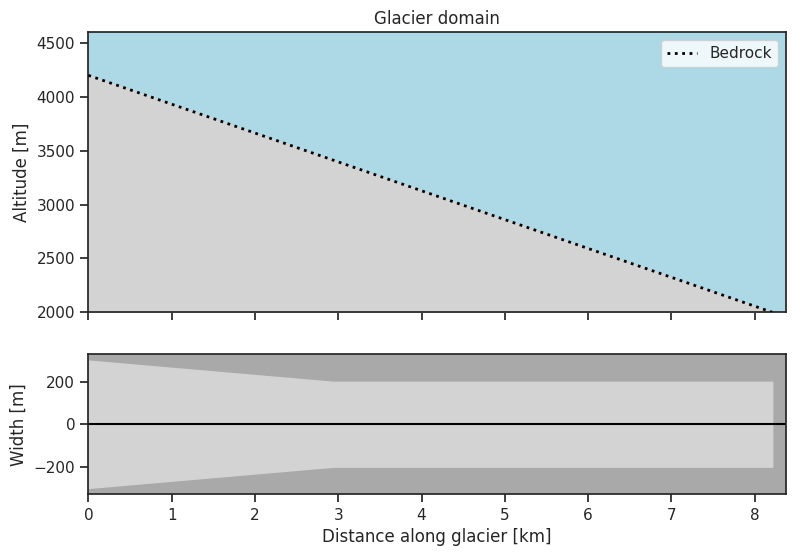 Glacier domain
Altitude [m]
4500
4000
3500
3000
2500
2000
Bedrock
Width [m]
200
0
−200
0 1 2 3 4 5 6 7 8
Distance along glacier [km]